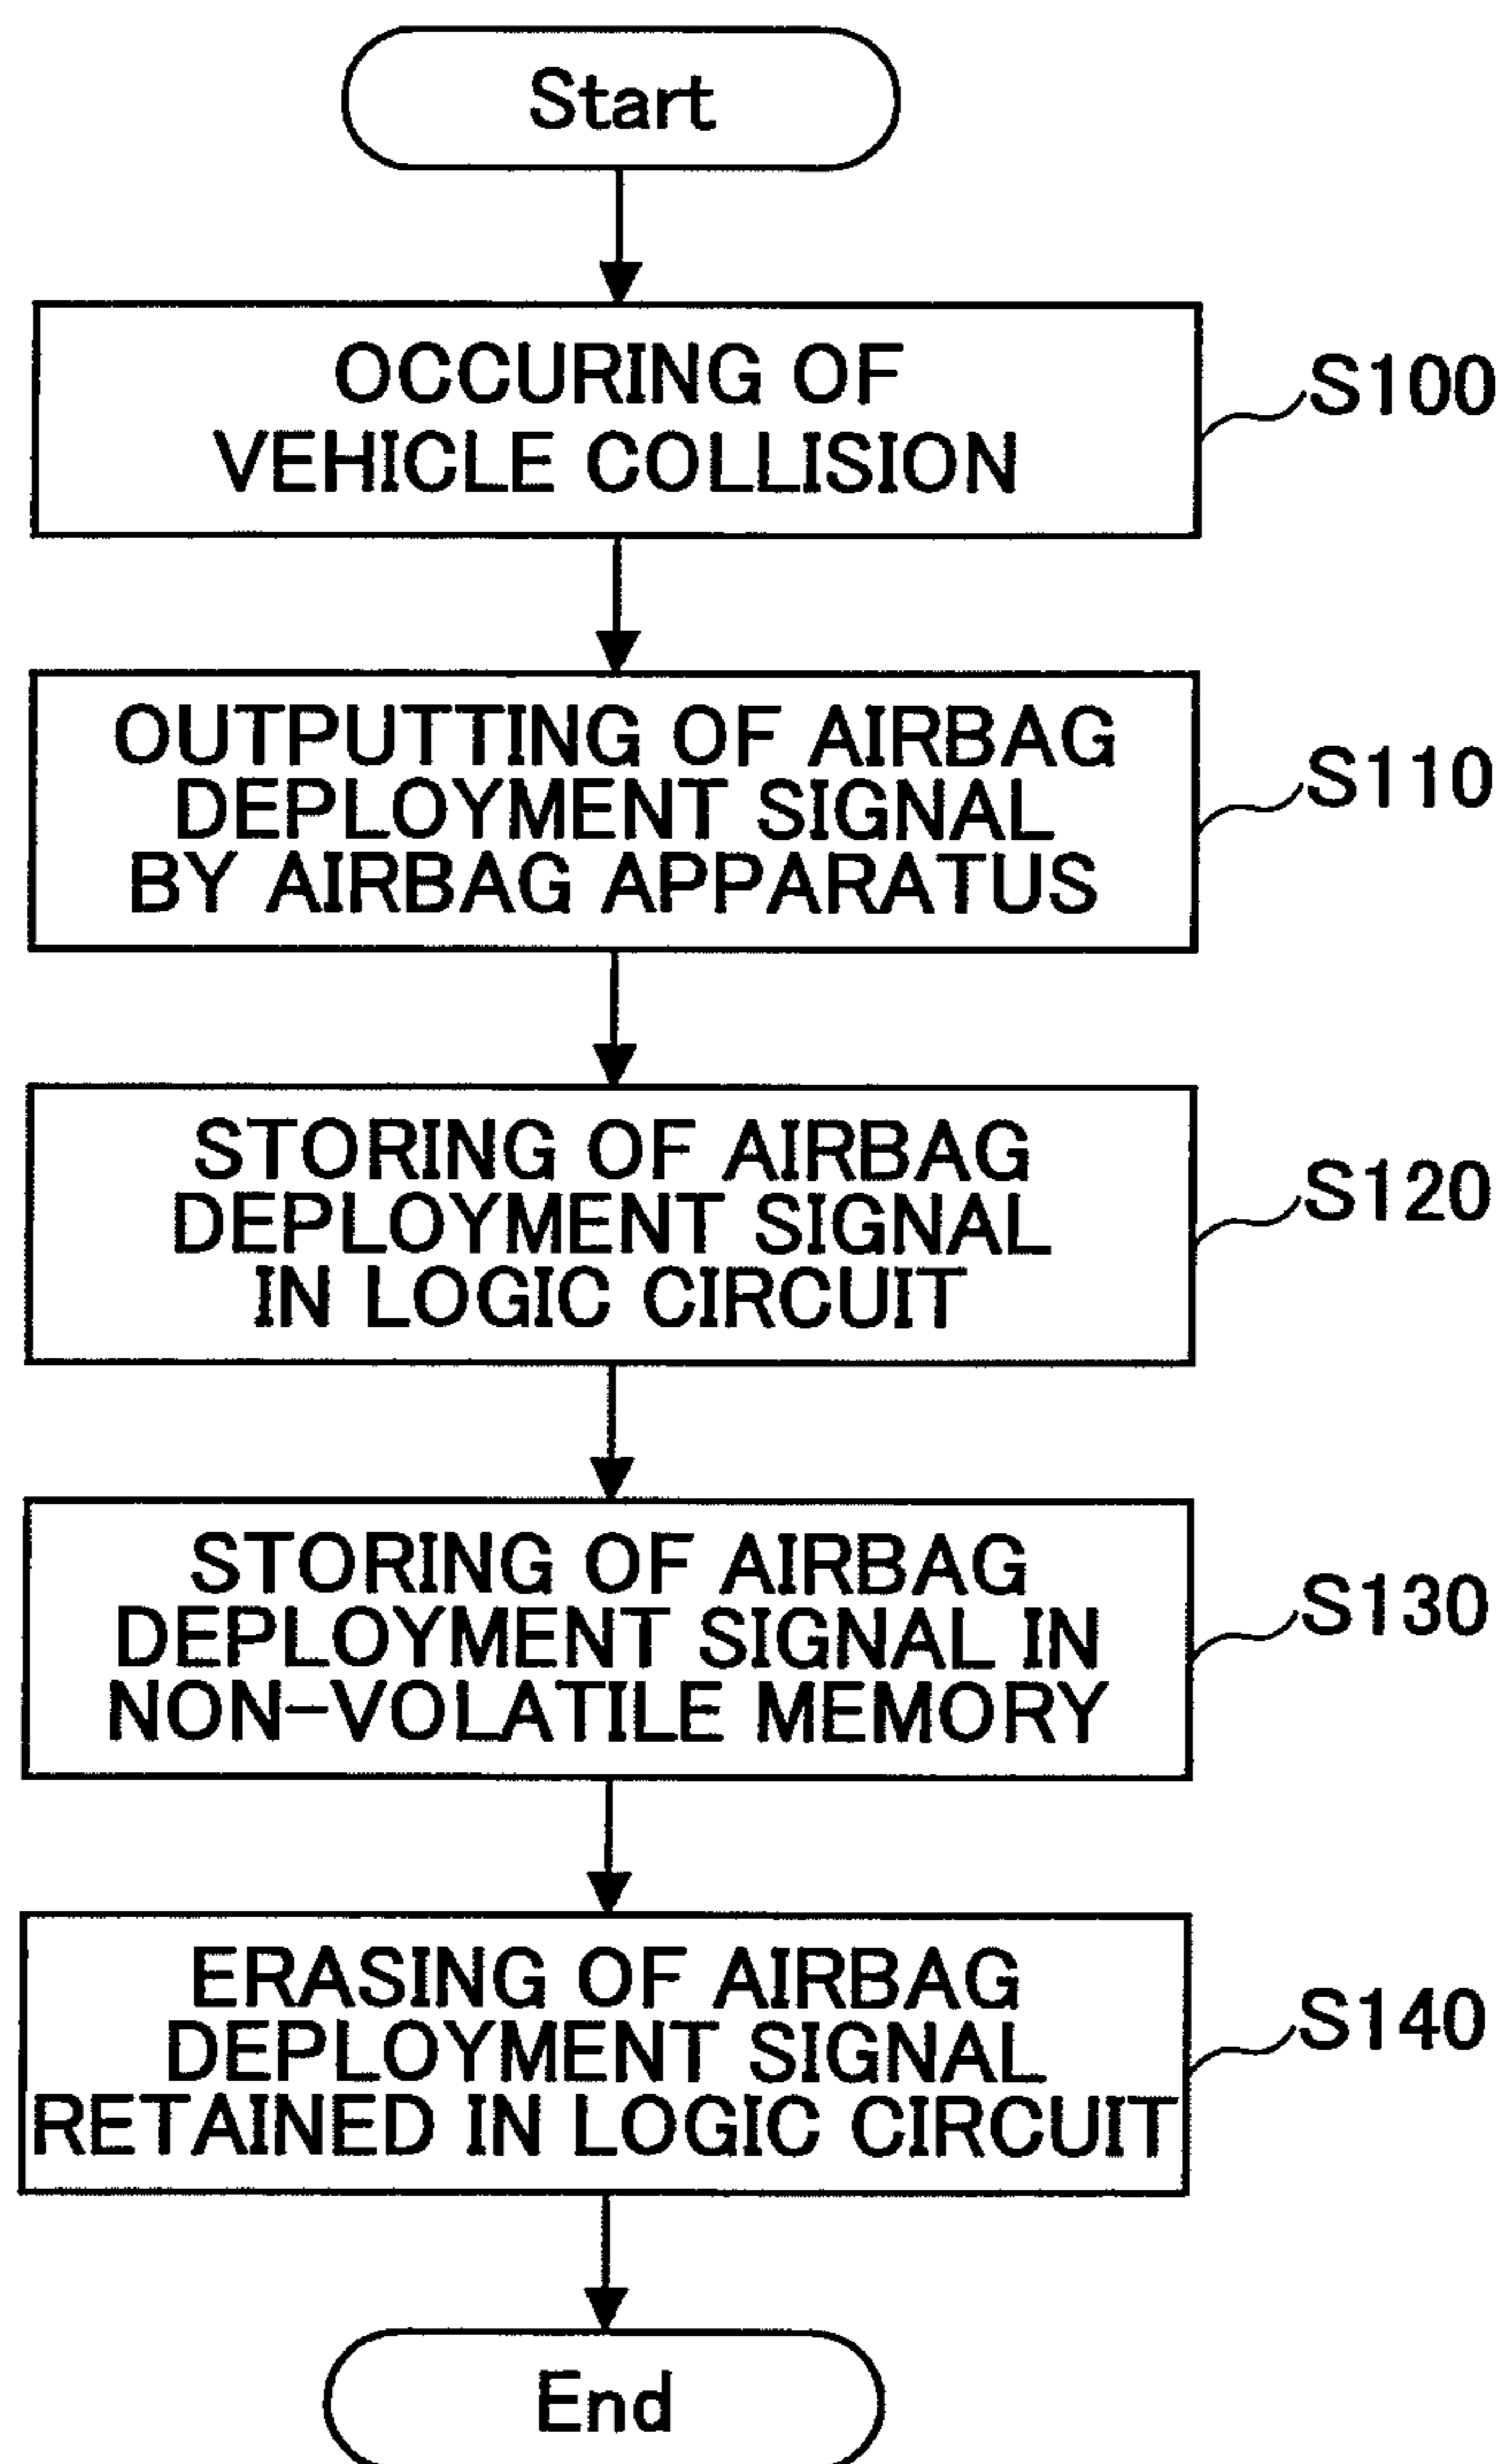 Start
OCCURING OF
VEHICLE COLLISION
S100
OUTPUTTING OF AIRBAG
DEPLOYMENT SIGNAL
BY AIRBAG APPARATUS
S110
STORING OF AIRBAG
DEPLOYMENT SIGNAL
IN LOGIC CIRCUIT
S120
STORING OF AIRBAG
DEPLOYMENT SIGNAL IN
NON-VOLATILE MEMORY
S130
ERASING OF AIRBAG
DEPLOYMENT SIGNAL
RETAINED IN LOGIC CIRCUIT
S140
End